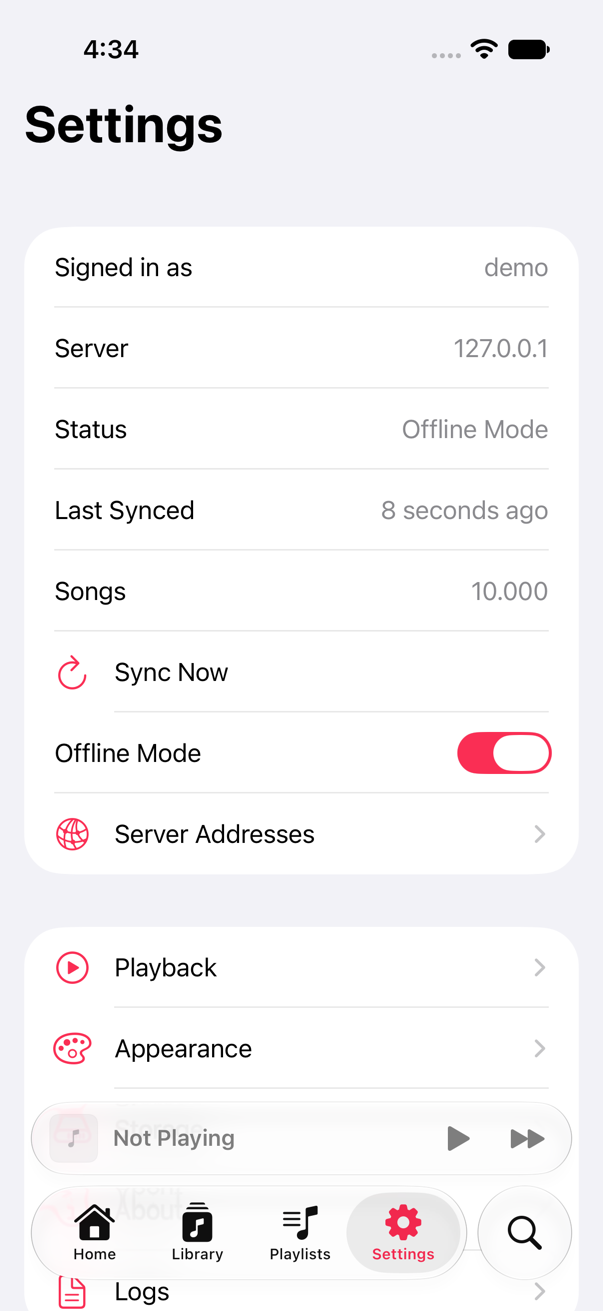 4:34
Settings
Signed in as demo
Server 127.0.0.1
Status Offline Mode
Last Synced 8 seconds ago
Songs 10.000
Sync Now
Offline Mode
Server Addresses
Playback
Appearance
Storage
Not Playing
About
Home Library Playlists Settings
Logs